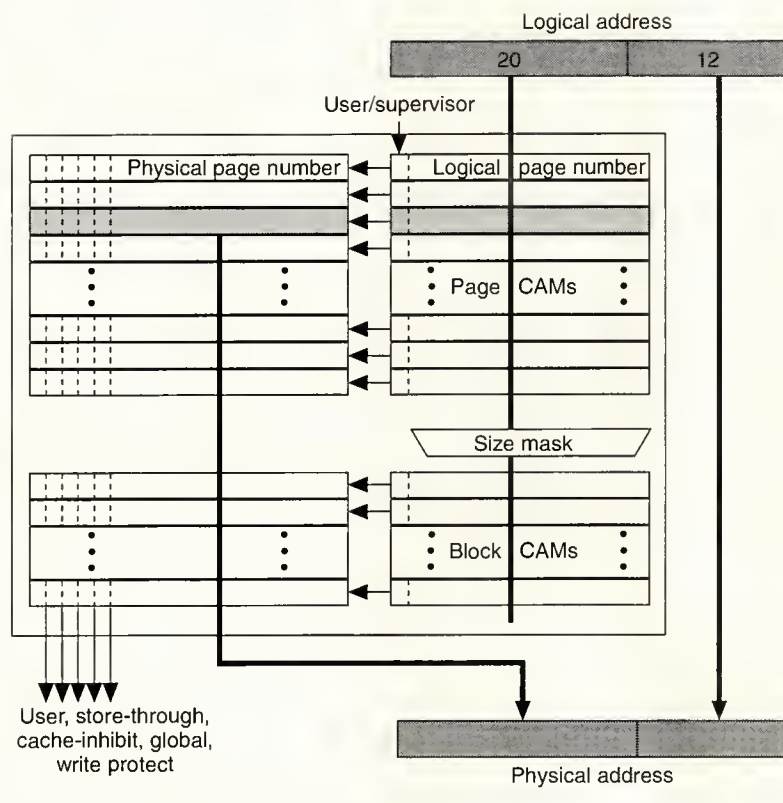 Logical address
20
12
User/supervisor
Physical page number
Logical page number
Page CAMs
Size mask
Block CAMs
User, store-through,
cache-inhibit, global,
write protect
Physical address